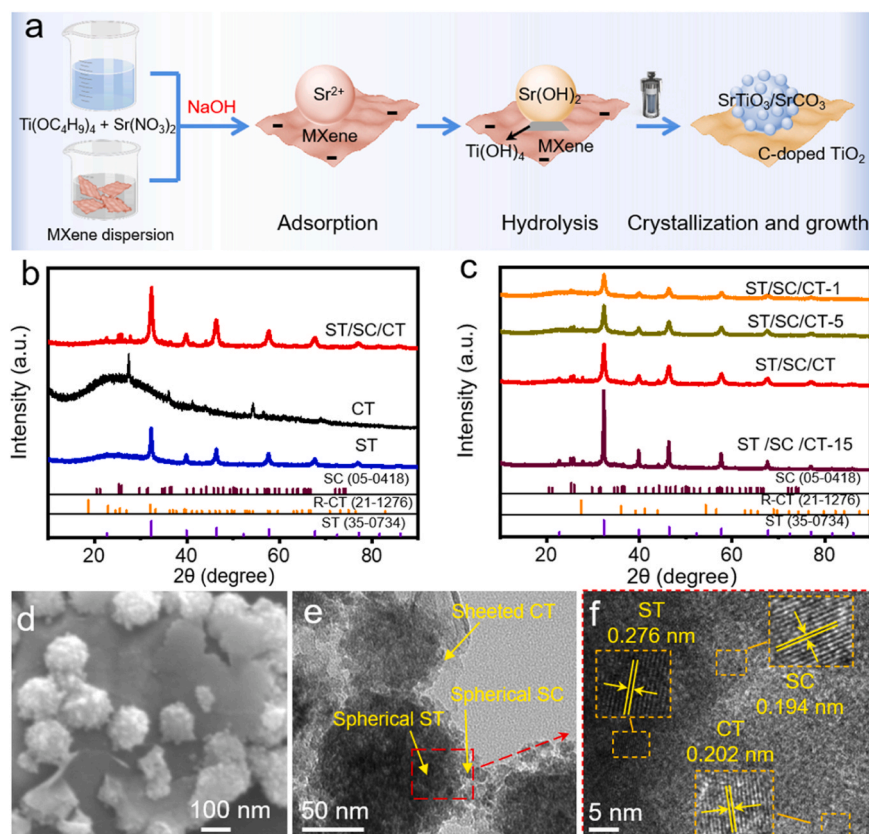 a
NaOH
Ti(OC₄H₉)₄ + Sr(NO₃)₂
MXene dispersion
Sr²⁺
MXene
Adsorption
Sr(OH)₂
Ti(OH)₄
MXene
Hydrolysis
SrTiO₃/SrCO₃
C-doped TiO₂
Crystallization and growth
b
Intensity (a.u.)
ST/SC/CT
CT
ST
SC (05-0418)
R-CT (21-1276)
ST (35-0734)
20 40 60 80
2θ (degree)
c
Intensity (a.u.)
ST/SC/CT-1
ST/SC/CT-5
ST/SC/CT
ST /SC /CT-15
SC (05-0418)
R-CT (21-1276)
ST (35-0734)
20 40 60 80
2θ (degree)
d
100 nm
e
Sheeted CT
Spherical SC
Spherical ST
50 nm
f
ST
0.276 nm
SC
0.194 nm
CT
0.202 nm
5 nm